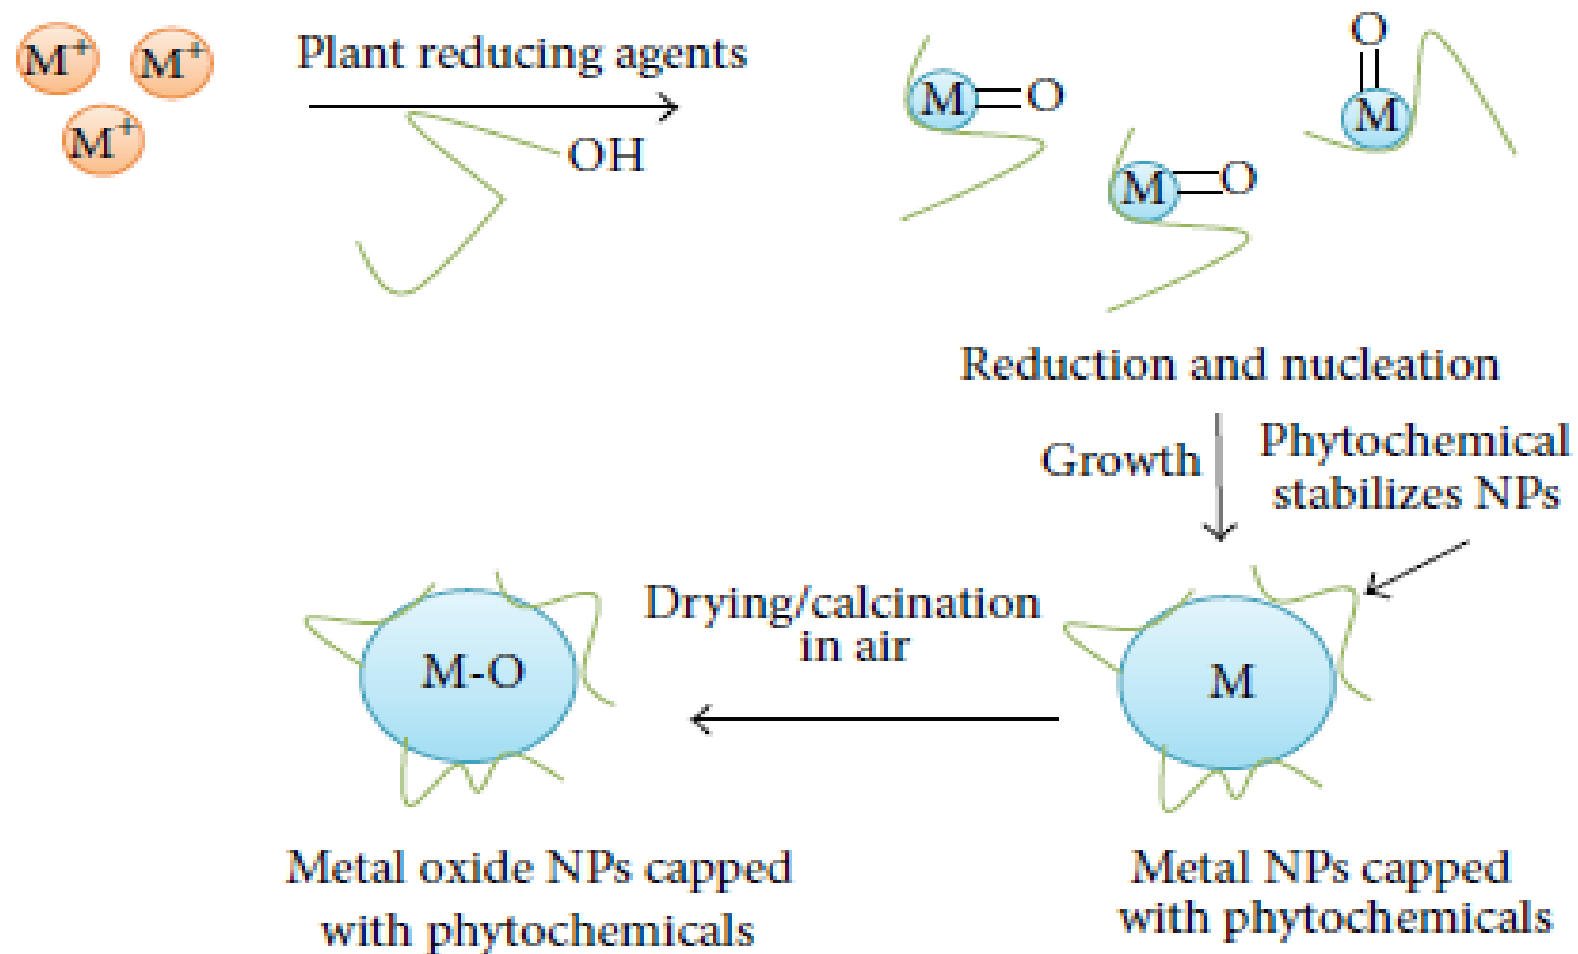 M+
M+
M+
Plant reducing agents
OH
M=O
M=O
O
M
Reduction and nucleation
Growth
Phytochemical
stabilizes NPs
M
Metal NPs capped
with phytochemicals
Drying/calcination
in air
M-O
Metal oxide NPs capped
with phytochemicals